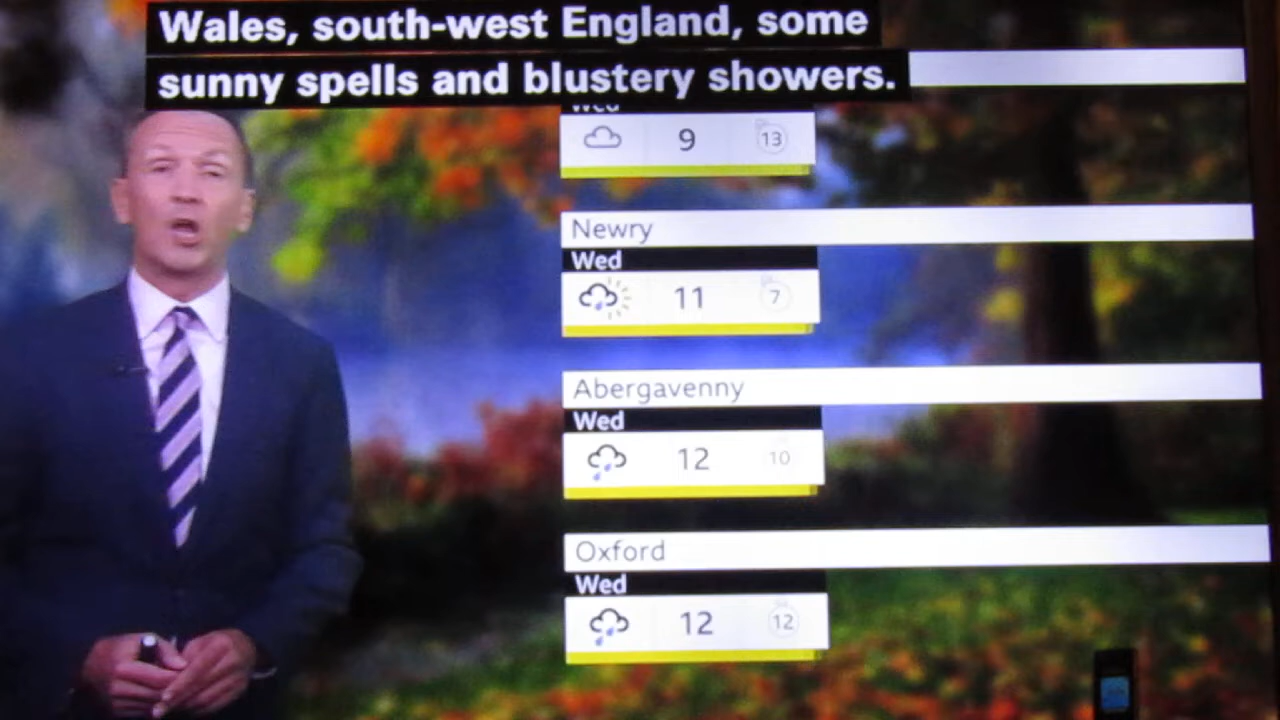 Wales, south-west England, some
sunny spells and blustery showers.
Wed
9 13
Newry
Wed
11 7
Abergavenny
Wed
12 10
Oxford
Wed
12 12